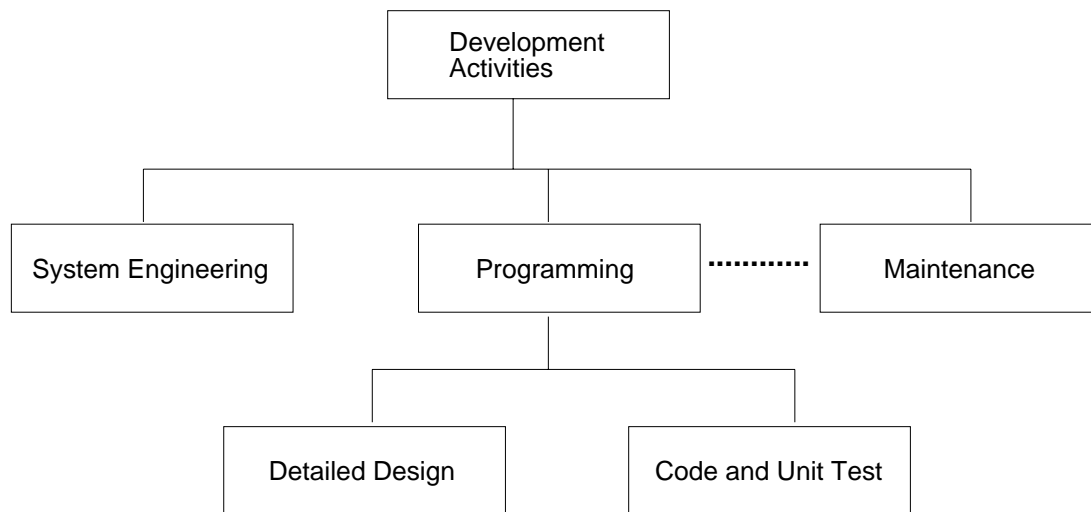 Development
Activities
System Engineering
Programming
Maintenance
Detailed Design
Code and Unit Test